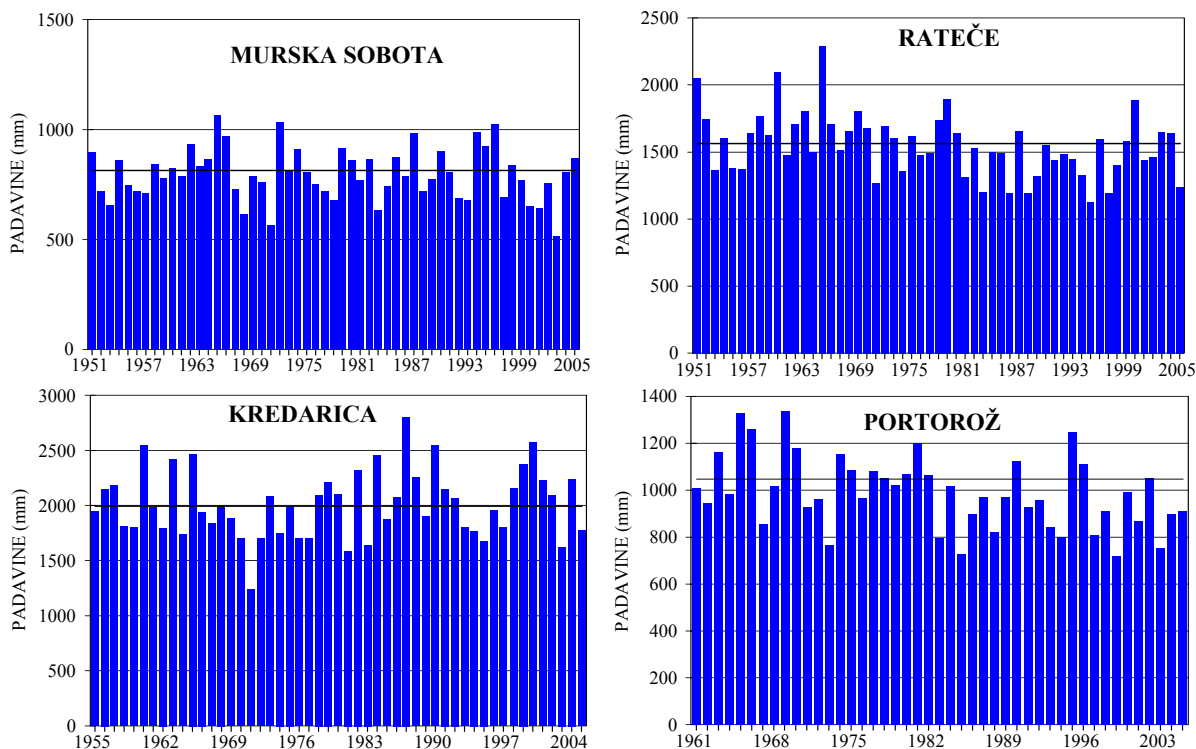 MURSKA SOBOTA
PADAVINE (mm)
1500
1000
500
0
1951 1957 1963 1969 1975 1981 1987 1993 1999 2005
RATEČE
PADAVINE (mm)
2500
2000
1500
1000
500
0
1951 1957 1963 1969 1975 1981 1987 1993 1999 2005
KREDARICA
PADAVINE (mm)
3000
2500
2000
1500
1000
500
0
1955 1962 1969 1976 1983 1990 1997 2004
PORTOROŽ
PADAVINE (mm)
1400
1200
1000
800
600
400
200
0
1961 1968 1975 1982 1989 1996 2003